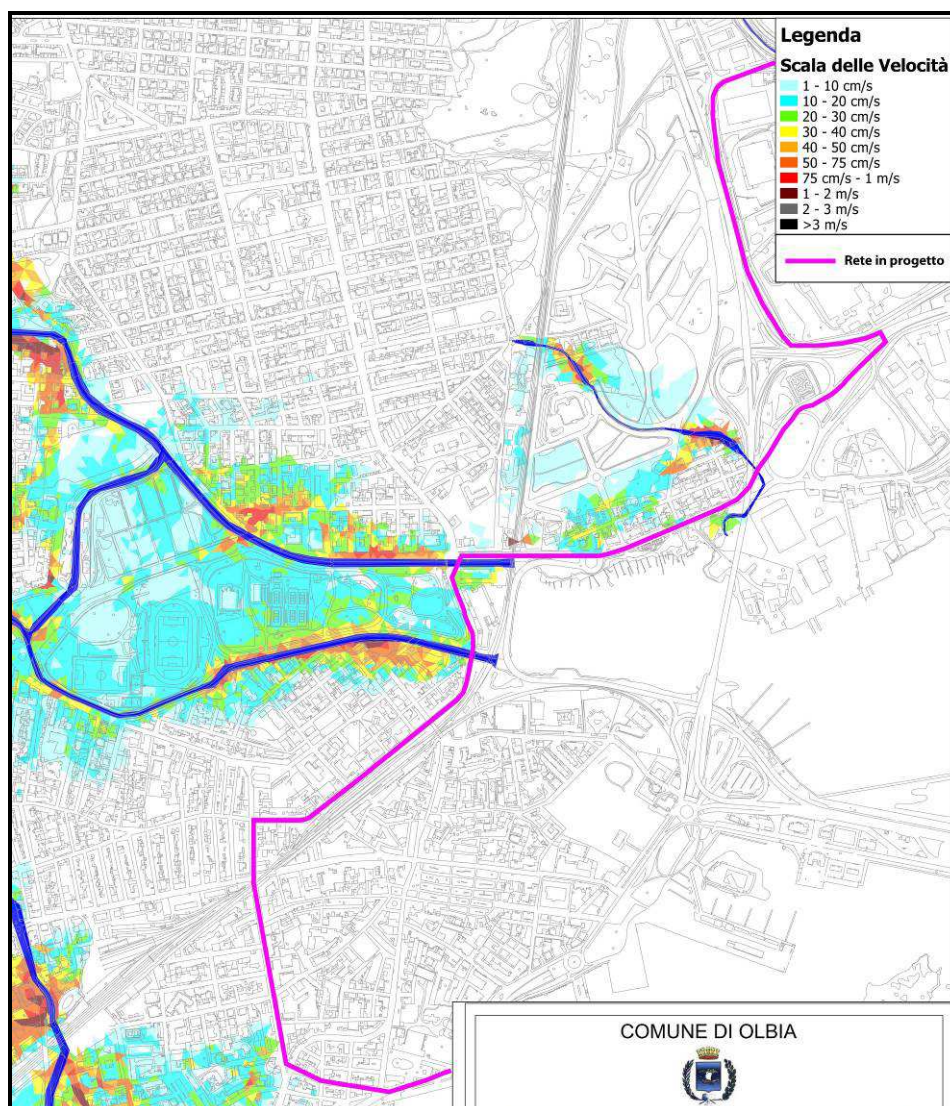 Legenda
Scala delle Velocità
1 - 10 cm/s
10 - 20 cm/s
20 - 30 cm/s
30 - 40 cm/s
40 - 50 cm/s
50 - 75 cm/s
75 cm/s - 1 m/s
1 - 2 m/s
2 - 3 m/s
>3 m/s
Rete in progetto
COMUNE DI OLBIA